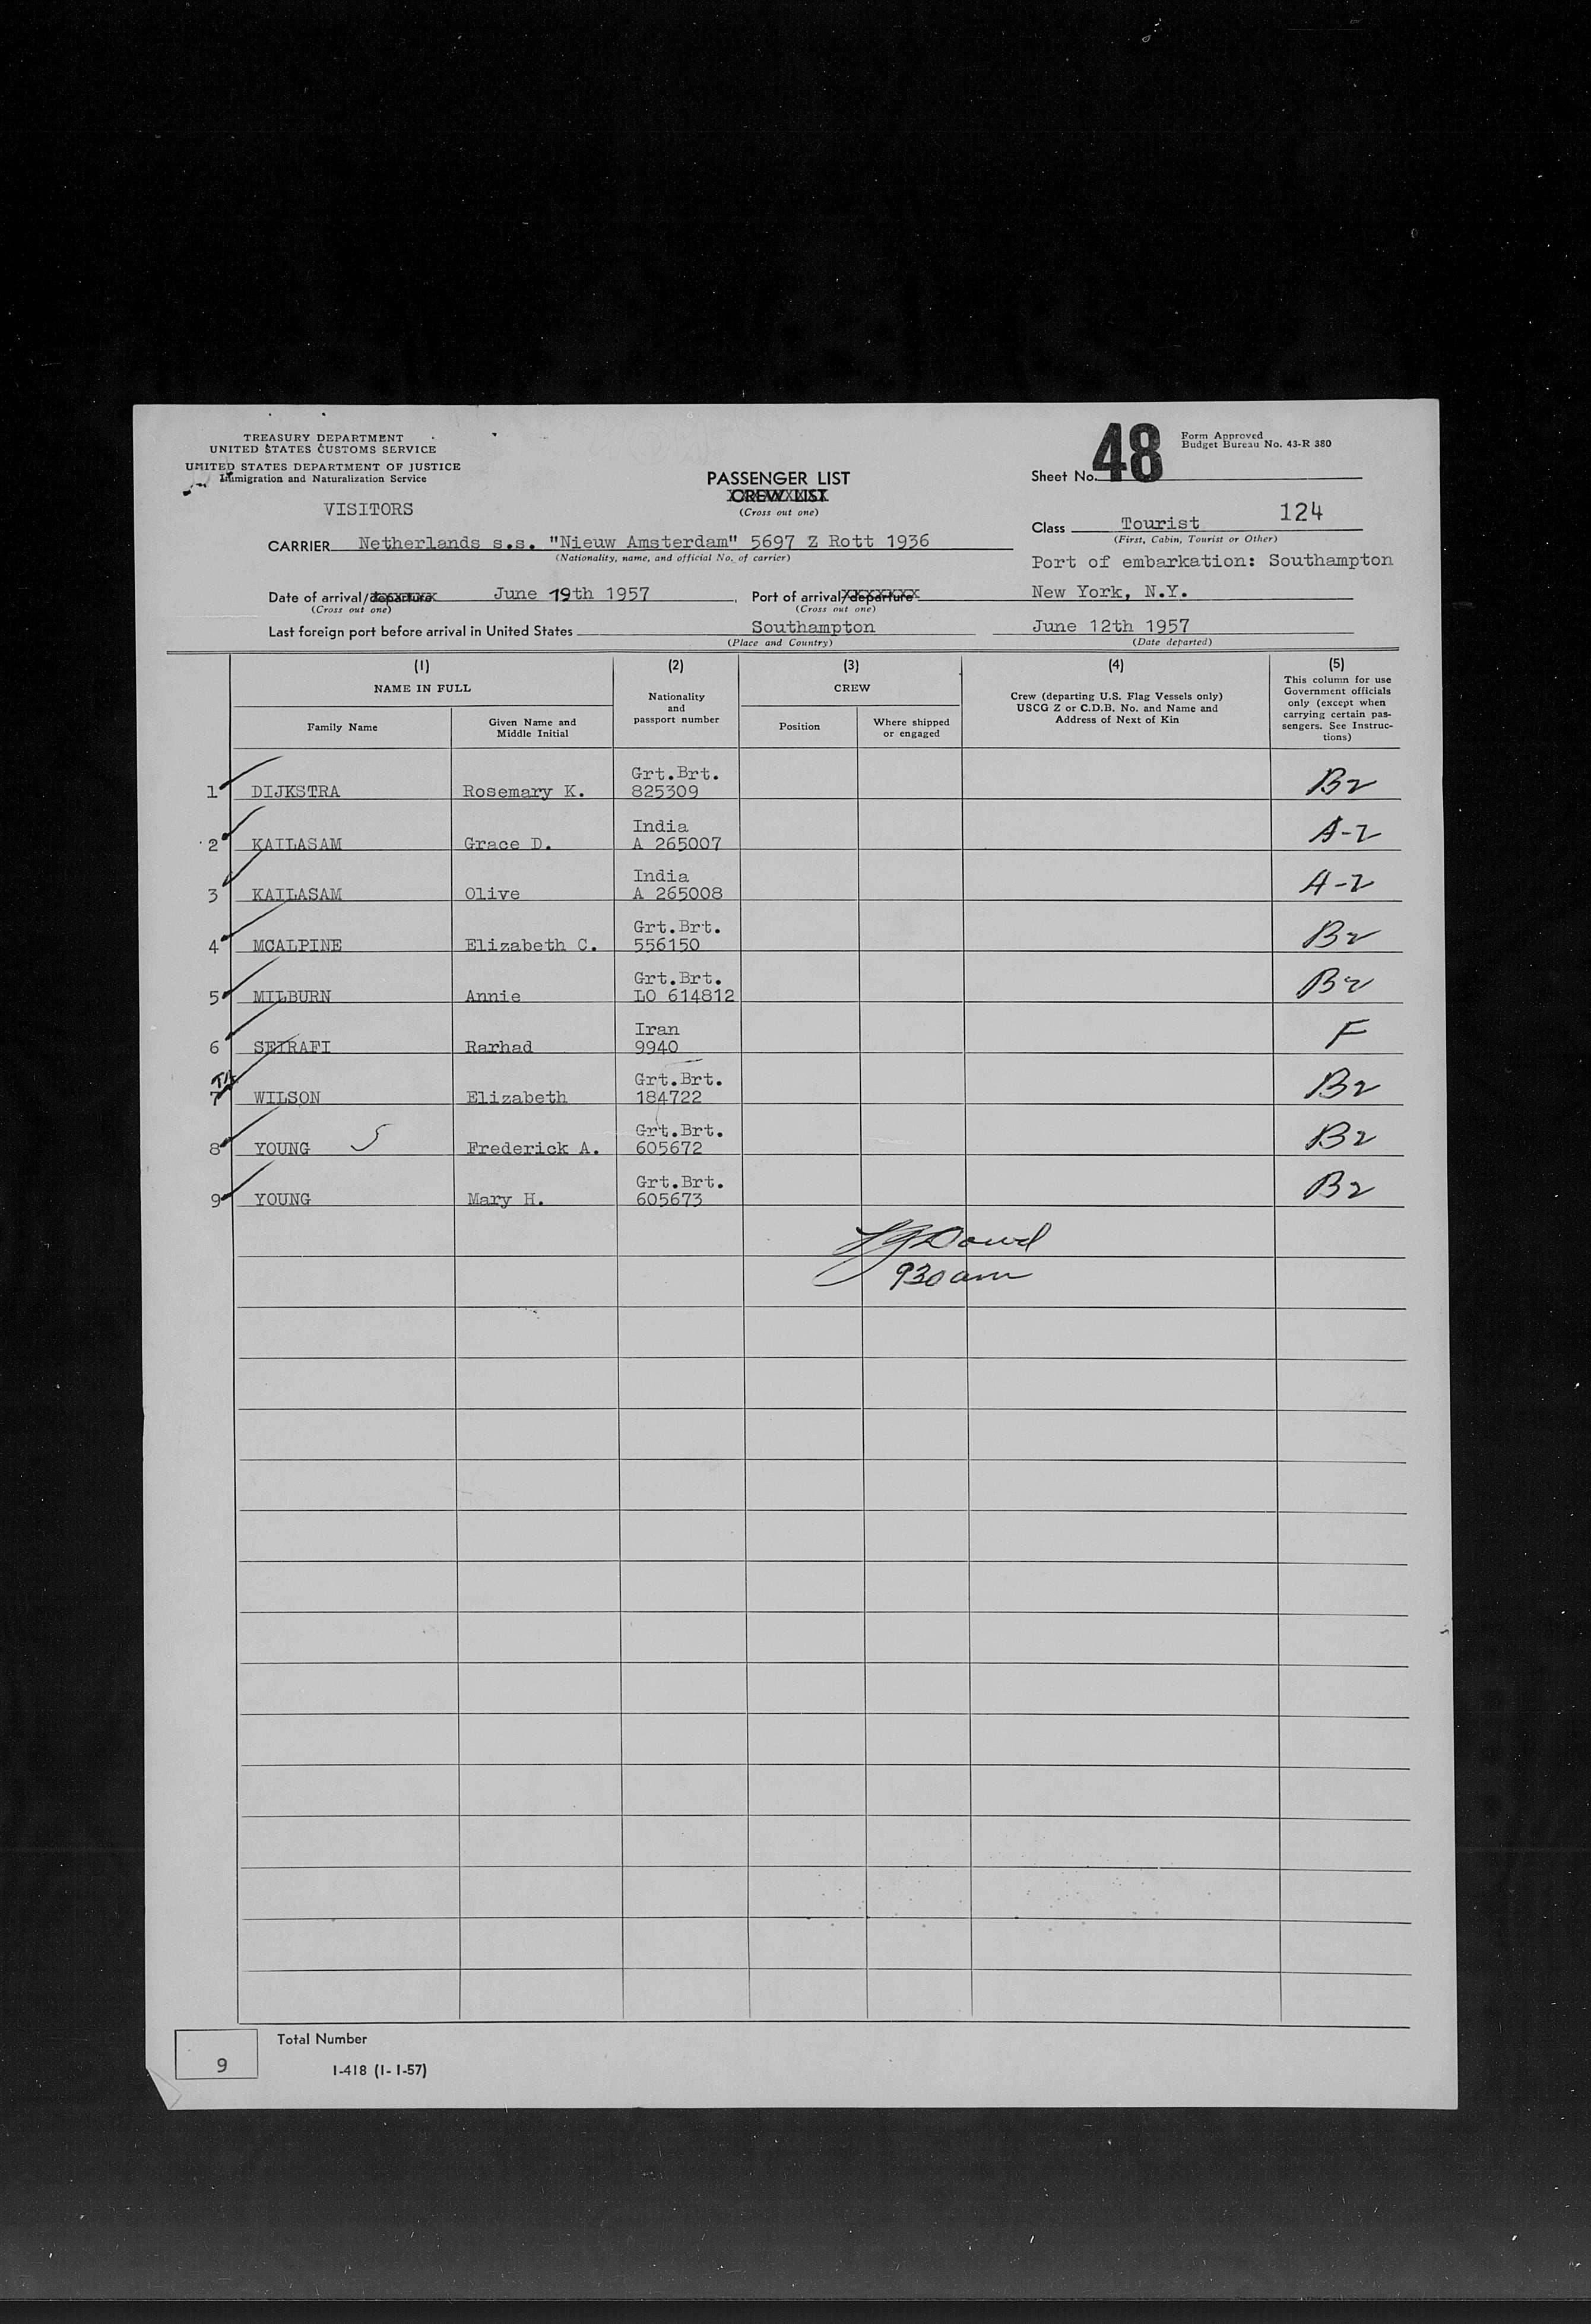 TREASURY DEPARTMENT
UNITED STATES CUSTOMS SERVICE
UNITED STATES DEPARTMENT OF JUSTICE
Immigration and Naturalization Service
VISITORS
PASSENGER LIST
CREW LIST
(Cross out one)
Sheet No. 48
Form Approved
Budget Bureau No. 43-R 380
Class Tourist 124
(First, Cabin, Tourist or Other)
CARRIER Netherlands s.s. "Nieuw Amsterdam" 5697 Z Rott 1936
(Nationality, name, and official No. of carrier)
Port of embarkation: Southampton
Date of arrival/departure June 19th 1957, Port of arrival/departure New York, N.Y.
(Cross out one) (Cross out one)
Last foreign port before arrival in United States Southampton June 12th 1957
(Place and Country) (Date departed)
(1) (2) (3) (4) (5)
NAME IN FULL
Family Name
Given Name and
Middle Initial
Nationality
and
passport number
CREW
Position
Where shipped
or engaged
Crew (departing U.S. Flag Vessels only)
USCG Z or C.D.B. No. and Name and
Address of Next of Kin
This column for use
Government officials
only (except when
carrying certain pas-
sengers. See Instruc-
tions)
Grt.Brt.
1 DIJKSTRA Rosemary K. 825309 B2
India
2 KAILASAM Grace D. A 265007 A-2
India
3 KAILASAM Olive A 265008 A-2
Grt.Brt.
4 MCALPINE Elizabeth C. 556150 B2
Grt.Brt.
5 MILBURN Annie LO 614812 B2
Iran
6 SEIRAFI Rarhad 9940 F
Grt.Brt.
7 WILSON Elizabeth 184722 B2
Grt.Brt.
8 YOUNG S Frederick A. 605672 B2
Grt.Brt.
9 YOUNG Mary H. 605673 B2
Dowd
930 am
9 Total Number
I-418 (1-1-57)